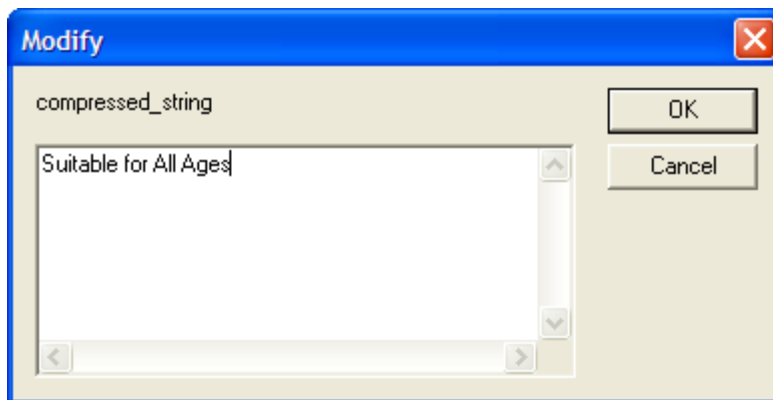 Modify
compressed_string
OK
Suitable for All Ages
Cancel